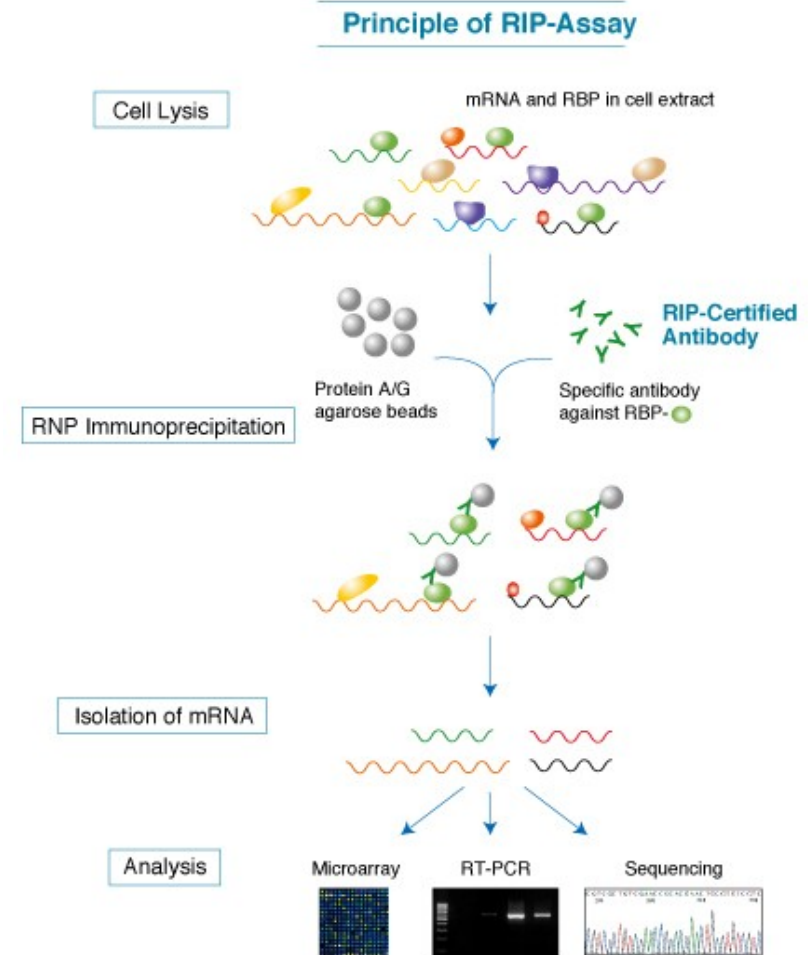 Principle of RIP-Assay
Cell Lysis
mRNA and RBP in cell extract
RIP-Certified
Antibody
Protein A/G
agarose beads
Specific antibody
against RBP-
RNP Immunoprecipitation
Isolation of mRNA
Analysis
Microarray
RT-PCR
Sequencing